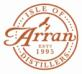 ISLE OF
Arran
ESTD
1995
DISTILLERS